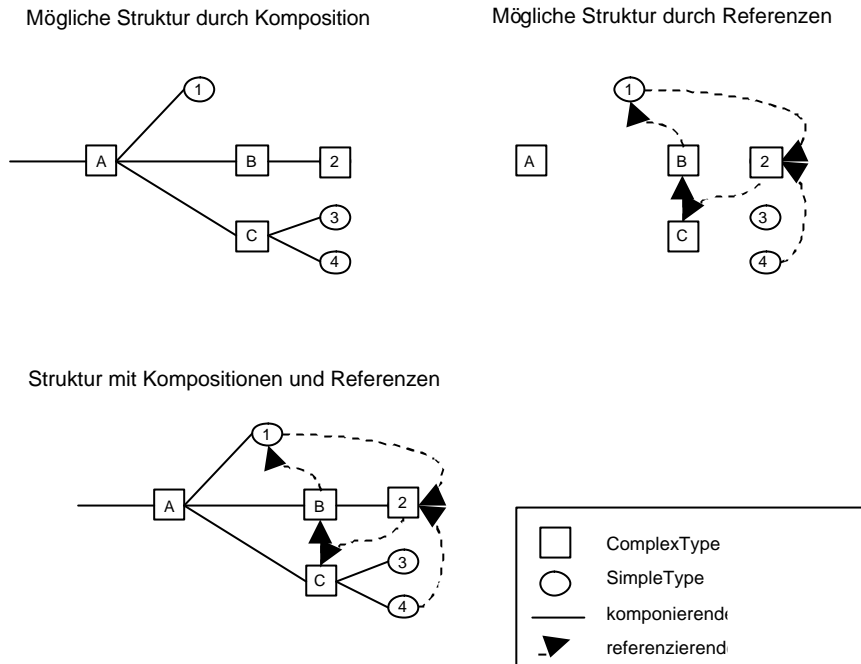 Mögliche Struktur durch Komposition
Mögliche Struktur durch Referenzen
1
A
B
2
C
3
4
1
A
B
2
C
3
4
Struktur mit Kompositionen und Referenzen
1
A
B
2
C
3
4
ComplexType
SimpleType
komponierende
referenzierend